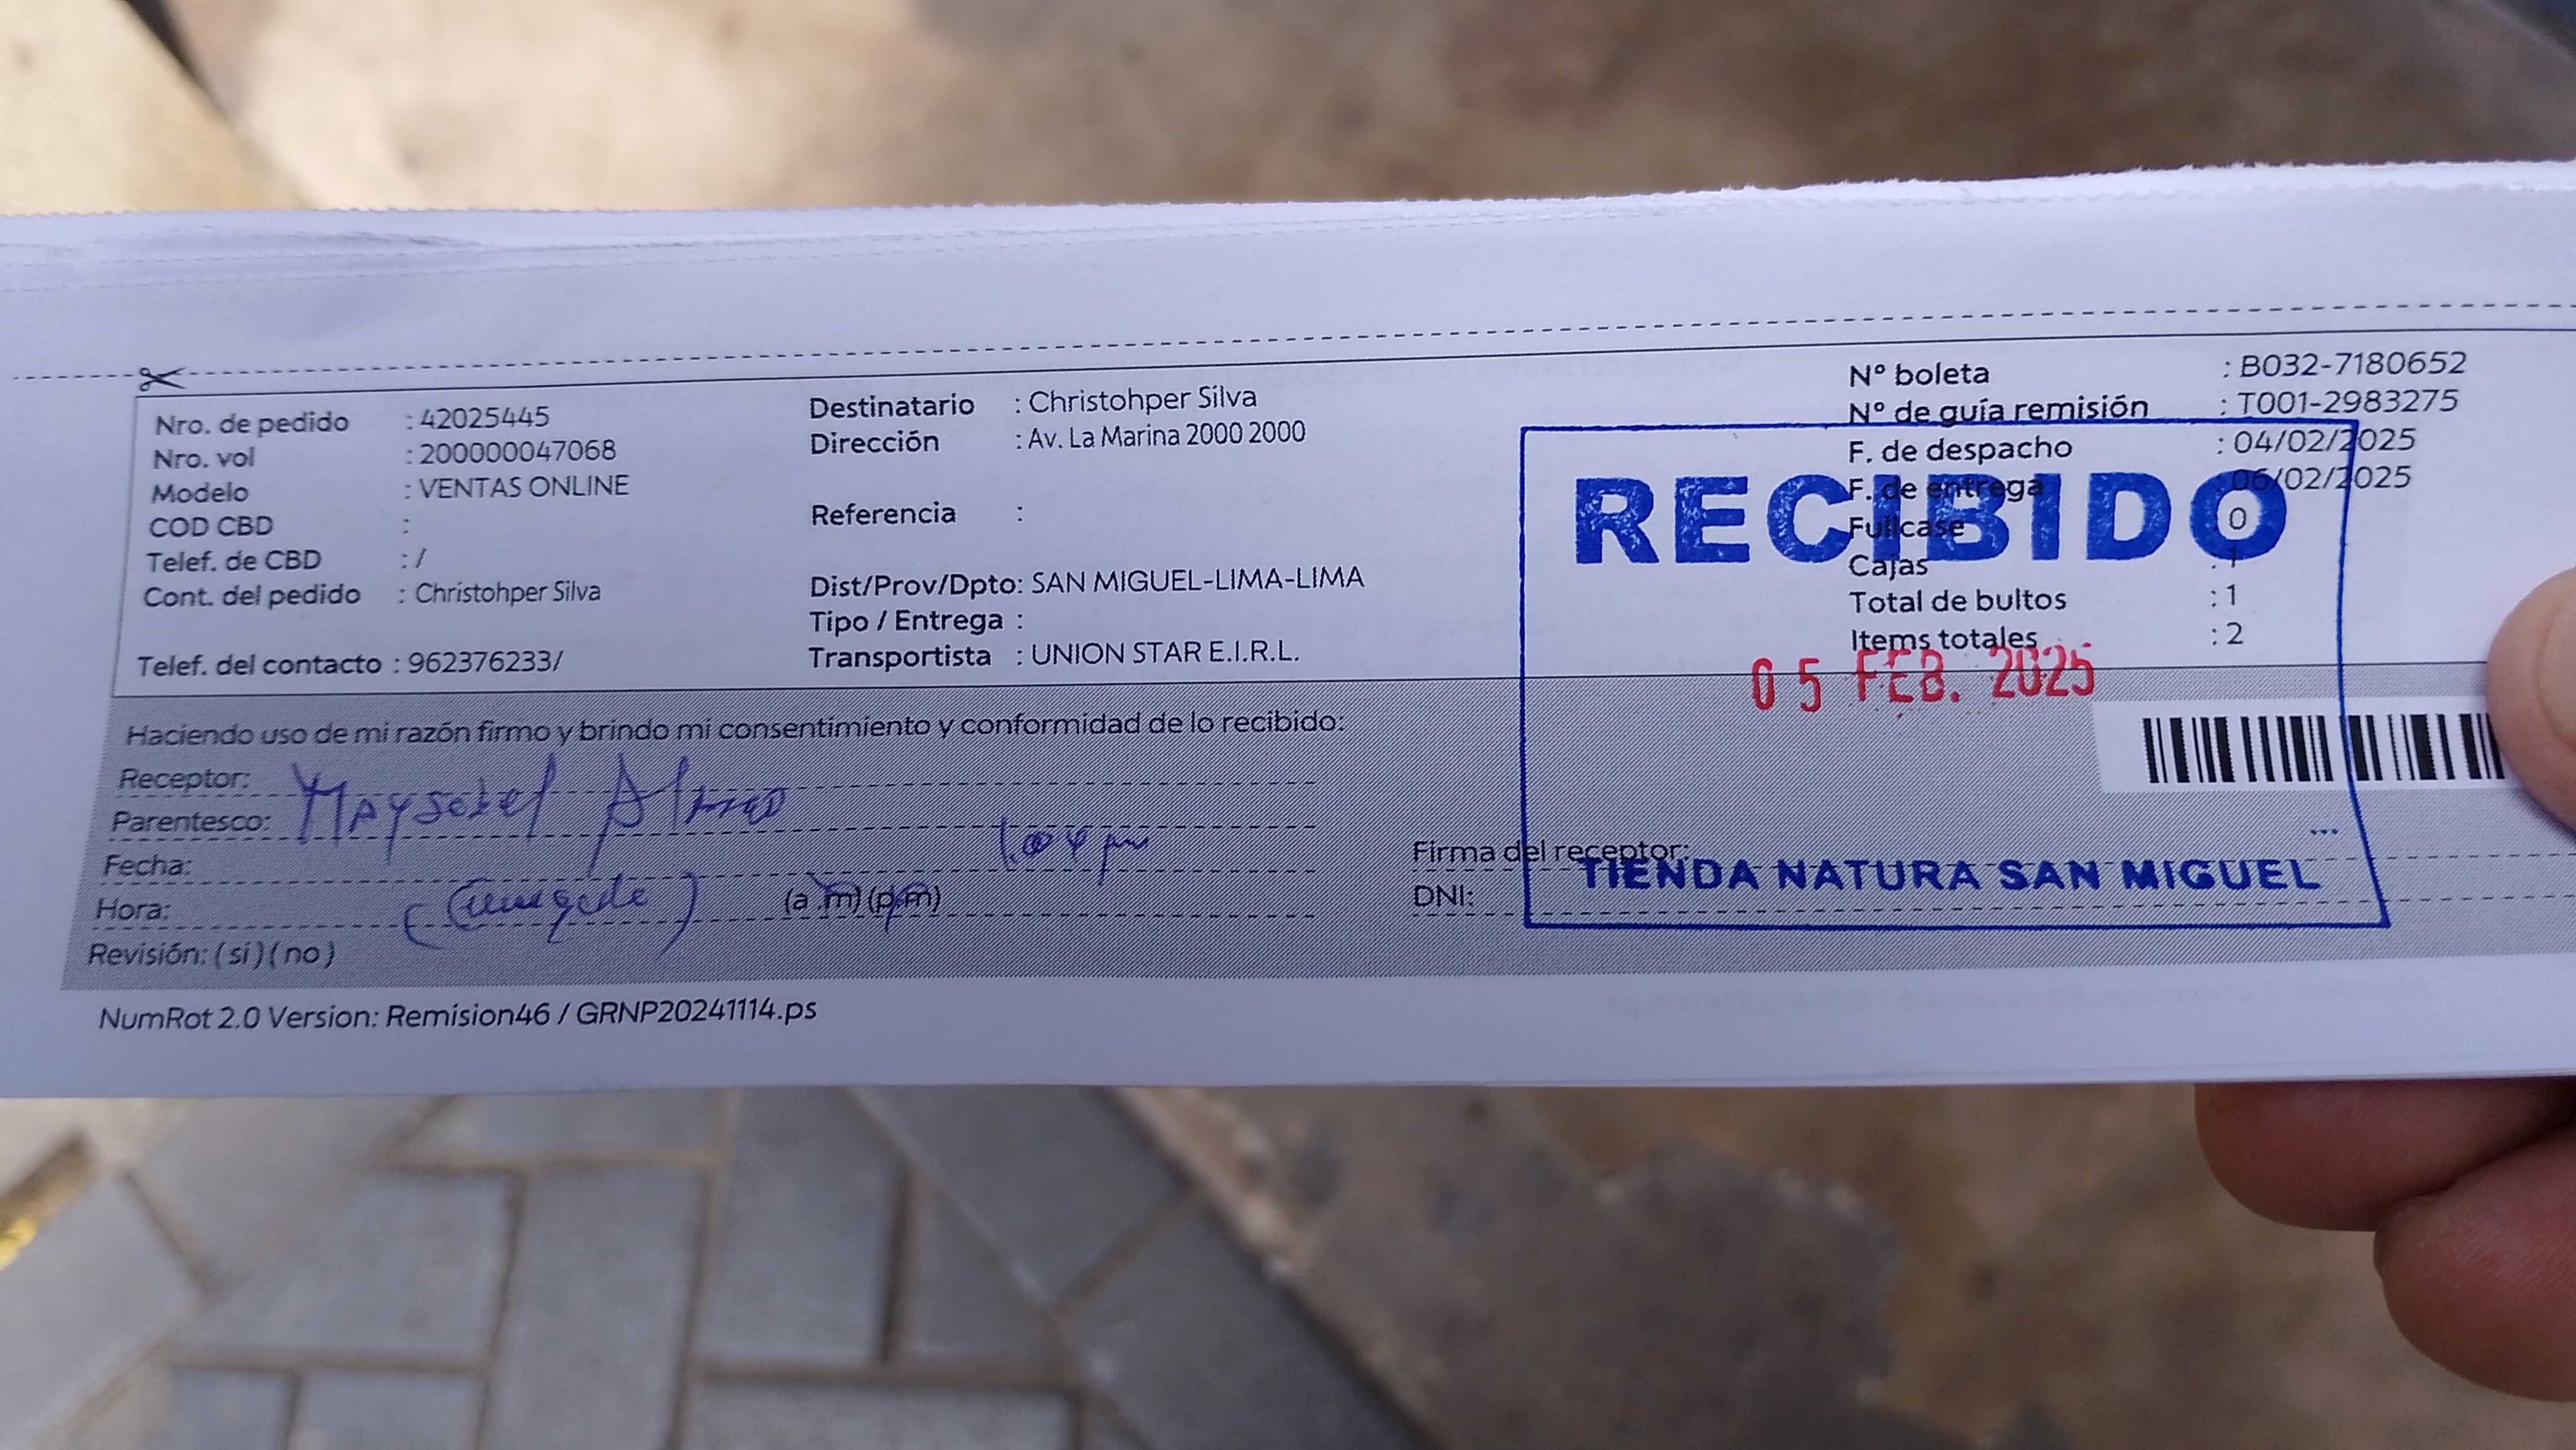 Nro. de pedido : 42025445
Nro. vol : 200000047068
Modelo : VENTAS ONLINE
COD CBD :
Telef. de CBD : /
Cont. del pedido : Christohper Silva
Telef. del contacto : 962376233/
Destinatario : Christohper Silva
Dirección : Av. La Marina 2000 2000
Referencia :
Dist/Prov/Dpto: SAN MIGUEL-LIMA-LIMA
Tipo / Entrega :
Transportista : UNION STAR E.I.R.L.
Nº boleta : B032-7180652
Nº de guía remisión : T001-2983275
F. de despacho : 04/02/2025
F. de entrega : 06/02/2025
Fullcase : 0
Cajas : 1
Total de bultos : 1
Items totales : 2
RECIBIDO
05 FEB. 2025
TIENDA NATURA SAN MIGUEL
Haciendo uso de mi razón firmo y brindo mi consentimiento y conformidad de lo recibido:
Receptor:
Parentesco:
Fecha:
Hora: (a.m)(p.m)
Revisión: (si)(no)
Firma del receptor:
DNI:
NumRot 2.0 Version: Remision46 / GRNP20241114.ps